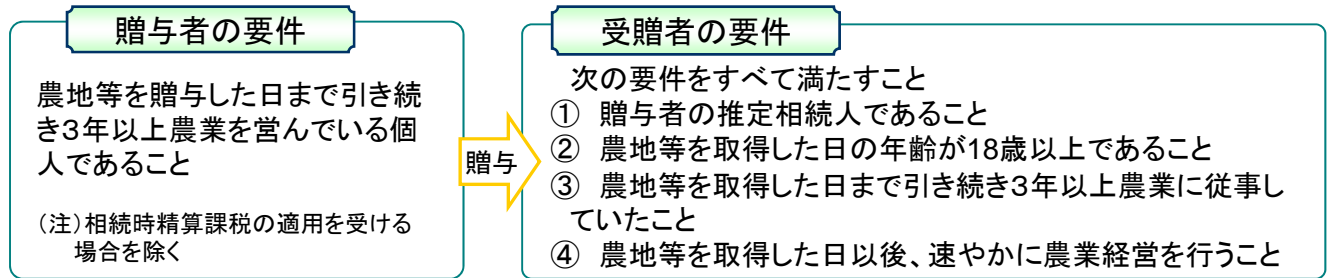 贈与者の要件
農地等を贈与した日まで引き続
き3年以上農業を営んでいる個
人であること
（注）相続時精算課税の適用を受ける
場合を除く
贈与
受贈者の要件
次の要件をすべて満たすこと
① 贈与者の推定相続人であること
② 農地等を取得した日の年齢が18歳以上であること
③ 農地等を取得した日まで引き続き3年以上農業に従事し
ていたこと
④ 農地等を取得した日以後、速やかに農業経営を行うこと